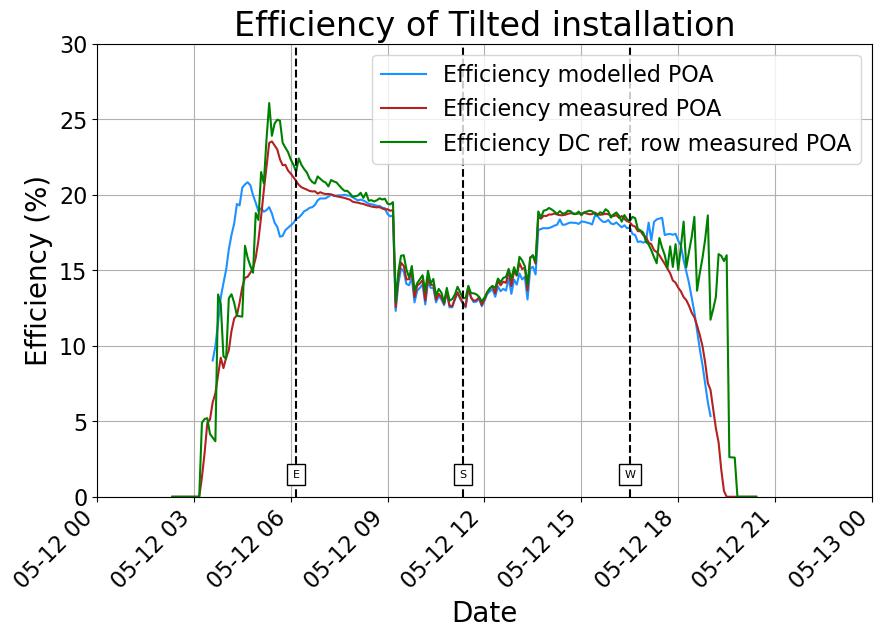 Efficiency of Tilted installation
Efficiency modelled POA
Efficiency measured POA
Efficiency DC ref. row measured POA
Efficiency (%)
30
25
20
15
10
5
0
E
S
W
05-12 00
05-12 03
05-12 06
05-12 09
05-12 12
05-12 15
05-12 18
05-12 21
05-13 00
Date